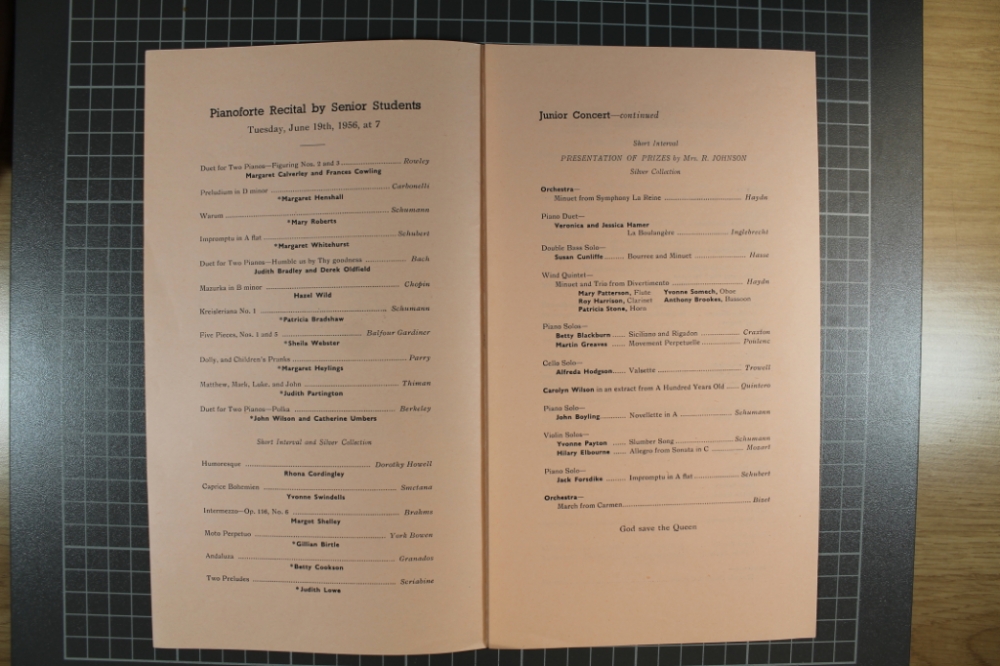 Pianoforte Recital by Senior Students
Tuesday, June 19th, 1956, at 7
Duet for Two Pianos—Figuring Nos. 2 and 3 Rowley
Margaret Calverley and Frances Cowling
Preludium in D minor Carbonelli
*Margaret Henshall
Warum Schumann
*Mary Roberts
Impromptu in A flat Schubert
*Margaret Whitehurst
Duet for Two Pianos—Humble us by Thy goodness Bach
Judith Bradley and Derek Oldfield
Mazurka in B minor Chopin
Hazel Wild
Kreisleriana No. 1 Schumann
*Patricia Bradshaw
Five Pieces, Nos. 1 and 5 Balfour Gardiner
*Sheila Webster
Dolly, and Children's Pranks Parry
*Margaret Heylings
Matthew, Mark, Luke, and John Thiman
*Judith Partington
Duet for Two Pianos—Polka Berkeley
*John Wilson and Catherine Umbers
Short Interval and Silver Collection
Humoresque Dorothy Howell
Rhona Cordingley
Caprice Bohemien Smetana
Yvonne Swindells
Intermezzo—Op. 116, No. 6 Brahms
Margot Shelley
Moto Perpetuo York Bowen
*Gillian Birtle
Andaluza Granados
*Betty Cookson
Two Preludes Scriabine
*Judith Lowe
Junior Concert—continued
Short Interval
PRESENTATION OF PRIZES by Mrs. R. JOHNSON
Silver Collection
Orchestra—
Minuet from Symphony La Reine Haydn
Piano Duet—
Veronica and Jessica Hamer
La Boulangère Inglebrecht
Double Bass Solo—
Susan Cunliffe Bourree and Minuet Hause
Wind Quintet—
Minuet and Trio from Divertimento Haydn
Mary Patterson, Flute Yvonne Somech, Oboe
Roy Harrison, Clarinet Anthony Brookes, Bassoon
Patricia Stone, Horn
Piano Solos—
Betty Blackburn Siciliano and Rigadon Craxton
Martin Greaves Movement Perpetuelle Poulenc
Cello Solo—
Alfreda Hodgson Valsette Trowell
Carolyn Wilson in an extract from A Hundred Years Old Quintero
Piano Solo—
John Boyling Novellette in A Schumann
Violin Solos—
Yvonne Payton Slumber Song Schumann
Hilary Elbourne Allegro from Sonata in C Mozart
Piano Solo—
Jack Forsdike Impromptu in A flat Schubert
Orchestra—
March from Carmen Bizet
God save the Queen